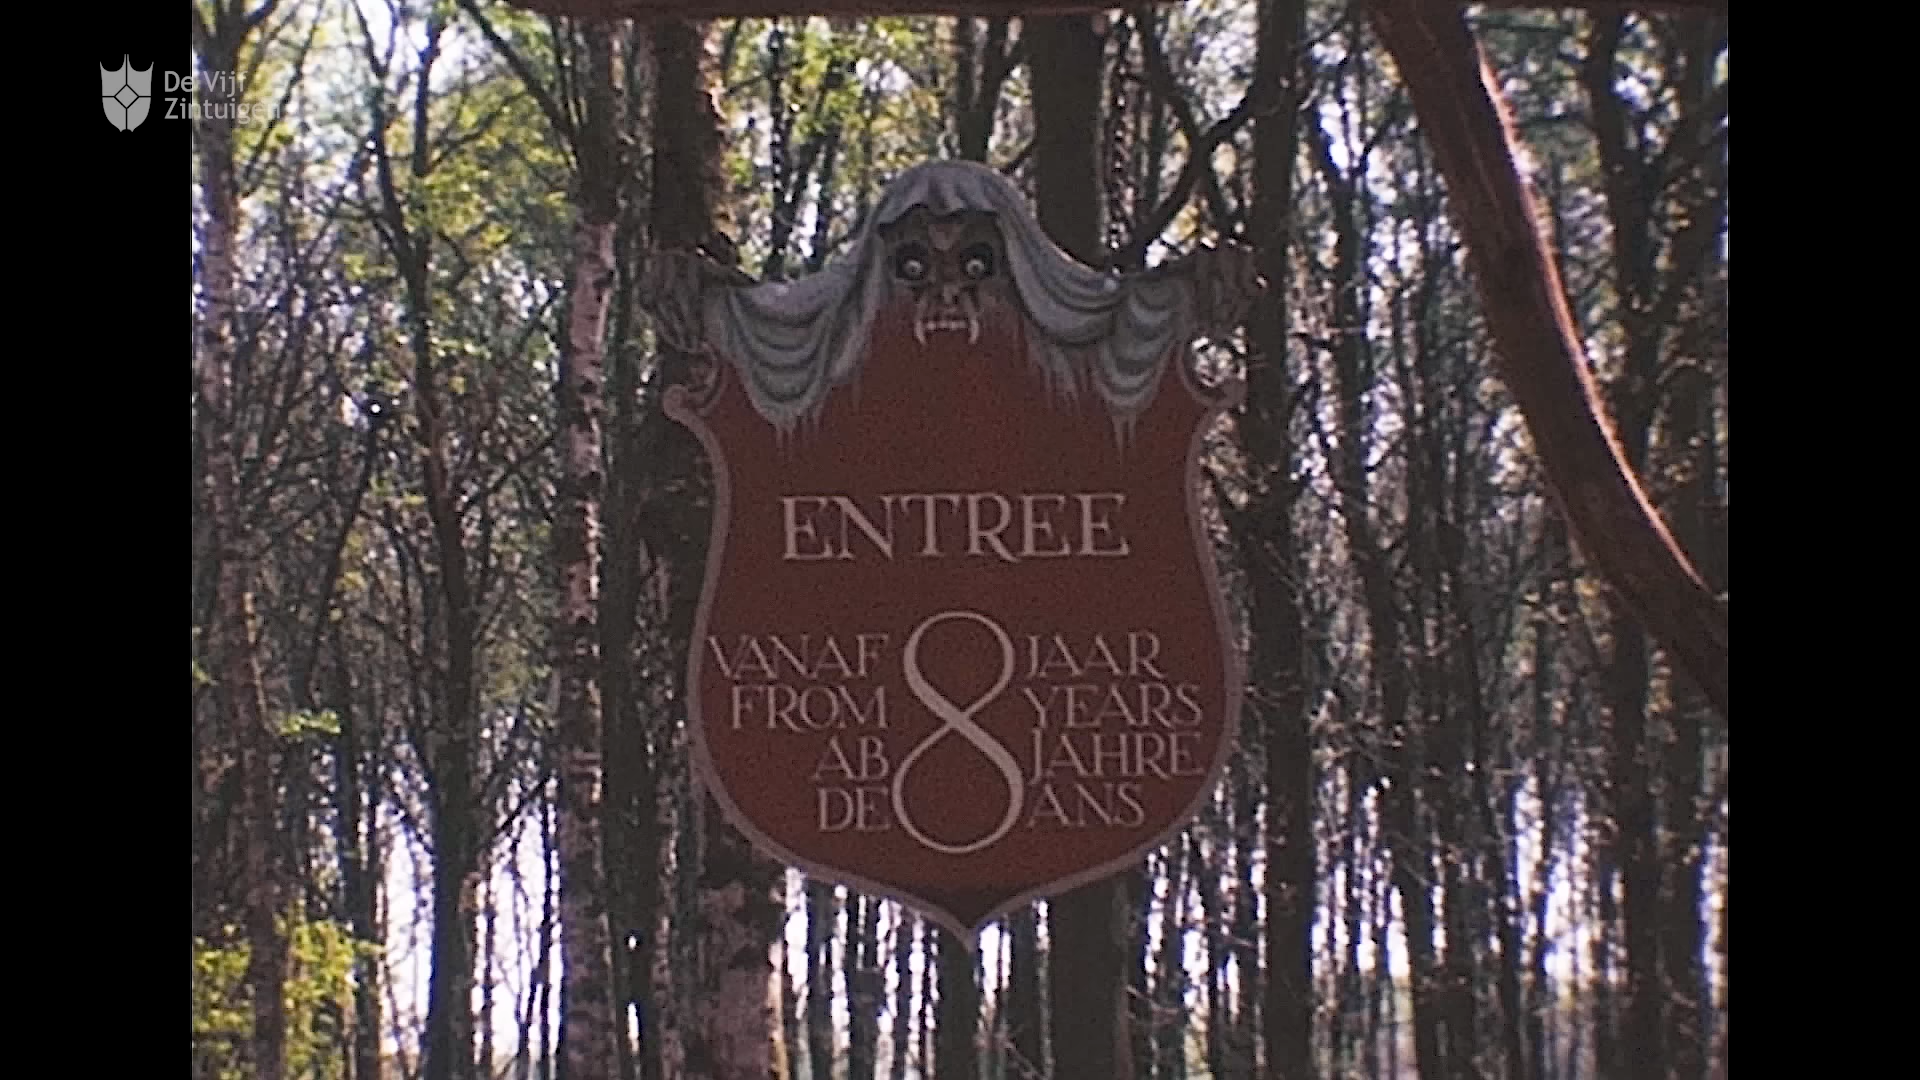 De Vijf
Zintuigen
ENTREE
VANAF 8 JAAR
FROM YEARS
AB JAHRE
DE ANS